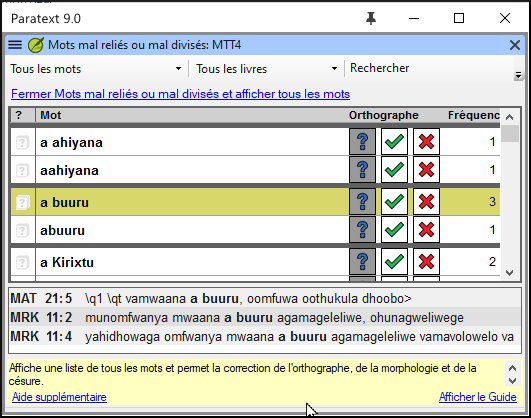 Paratext 9.0
Mots mal reliés ou mal divisés: MTT4
Tous les mots Tous les livres Rechercher
Fermer Mots mal reliés ou mal divisés et afficher tous les mots
? Mot Orthographe Fréquenc
a ahiyana 1
aahiyana 1
a buuru 3
abuuru 1
a Kirixtu 2
MAT 21:5 \q1 \qt vamwaana a buuru, oomfuwa oothukula dhoobo>
MRK 11:2 munomfwanya mwaana a buuru agamageleliwe, ohunagweliwege
MRK 11:4 yahidhowaga omfwanya mwaana a buuru agamageleliwe vamavolowelo va
Affiche une liste de tous les mots et permet la correction de l'orthographe, de la morphologie et de la
césure.
Aide supplémentaire Afficher le Guide